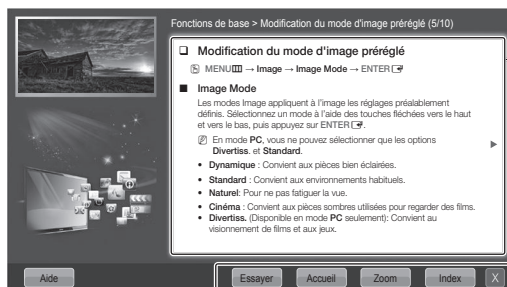 Fonctions de base > Modification du mode d'image préréglé (5/10)
❑ Modification du mode d'image préréglé
MENU → Image → Image Mode → ENTER
■ Image Mode
Les modes Image appliquent à l'image les réglages préalablement
définis. Sélectionnez un mode à l'aide des touches fléchées vers le haut
et vers le bas, puis appuyez sur ENTER.
En mode PC, vous ne pouvez sélectionner que les options
Divertiss. et Standard.
• Dynamique : Convient aux pièces bien éclairées.
• Standard : Convient aux environnements habituels.
• Naturel: Pour ne pas fatiguer la vue.
• Cinéma : Convient aux pièces sombres utilisées pour regarder des films.
• Divertiss. (Disponible en mode PC seulement): Convient au
visionnement de films et aux jeux.
Aide Essayer Accueil Zoom Index X